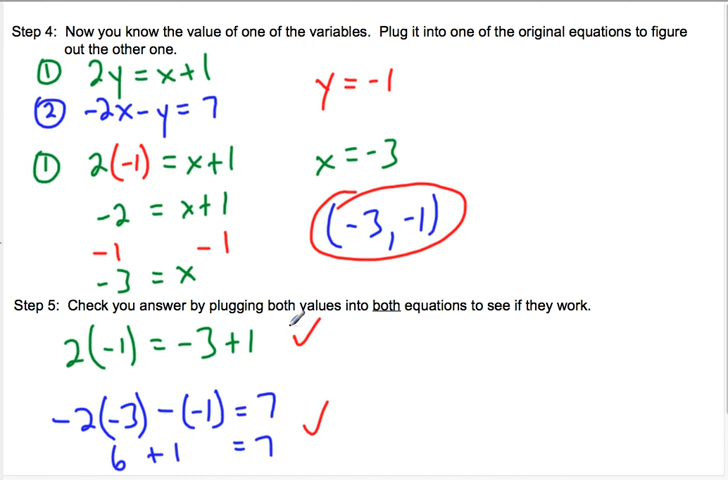 Step 4: Now you know the value of one of the variables. Plug it into one of the original equations to figure
out the other one.
① 2y = x + 1
y = -1
② -2x - y = 7
① 2(-1) = x + 1
x = -3
-2 = x + 1
(-3, -1)
-1 -1
-3 = x
Step 5: Check you answer by plugging both values into both equations to see if they work.
2(-1) = -3 + 1 ✓
-2(-3) - (-1) = 7 ✓
6 + 1 = 7